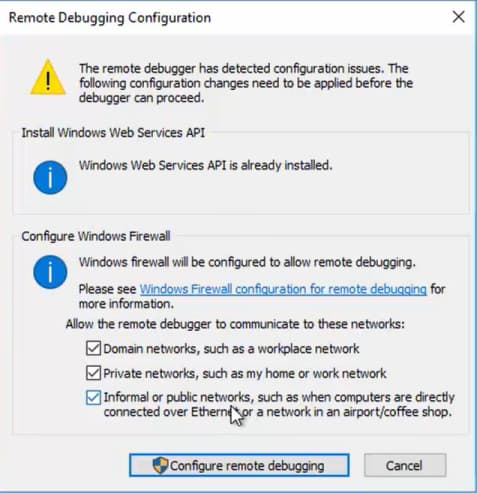 Remote Debugging Configuration
The remote debugger has detected configuration issues. The
following configuration changes need to be applied before the
debugger can proceed.
Install Windows Web Services API
Windows Web Services API is already installed.
Configure Windows Firewall
Windows firewall will be configured to allow remote debugging.
Please see Windows Firewall configuration for remote debugging for
more information.
Allow the remote debugger to communicate to these networks:
Domain networks, such as a workplace network
Private networks, such as my home or work network
Informal or public networks, such as when computers are directly
connected over Ethernet or a network in an airport/coffee shop.
Configure remote debugging
Cancel